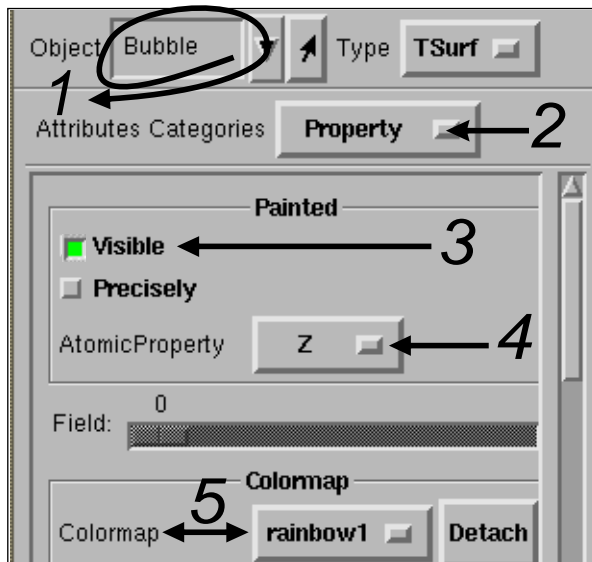 Object Bubble Type TSurf
1
Attributes Categories Property 2
Painted
Visible 3
Precisely
AtomicProperty Z 4
0
Field:
Colormap
5
Colormap rainbow1 Detach